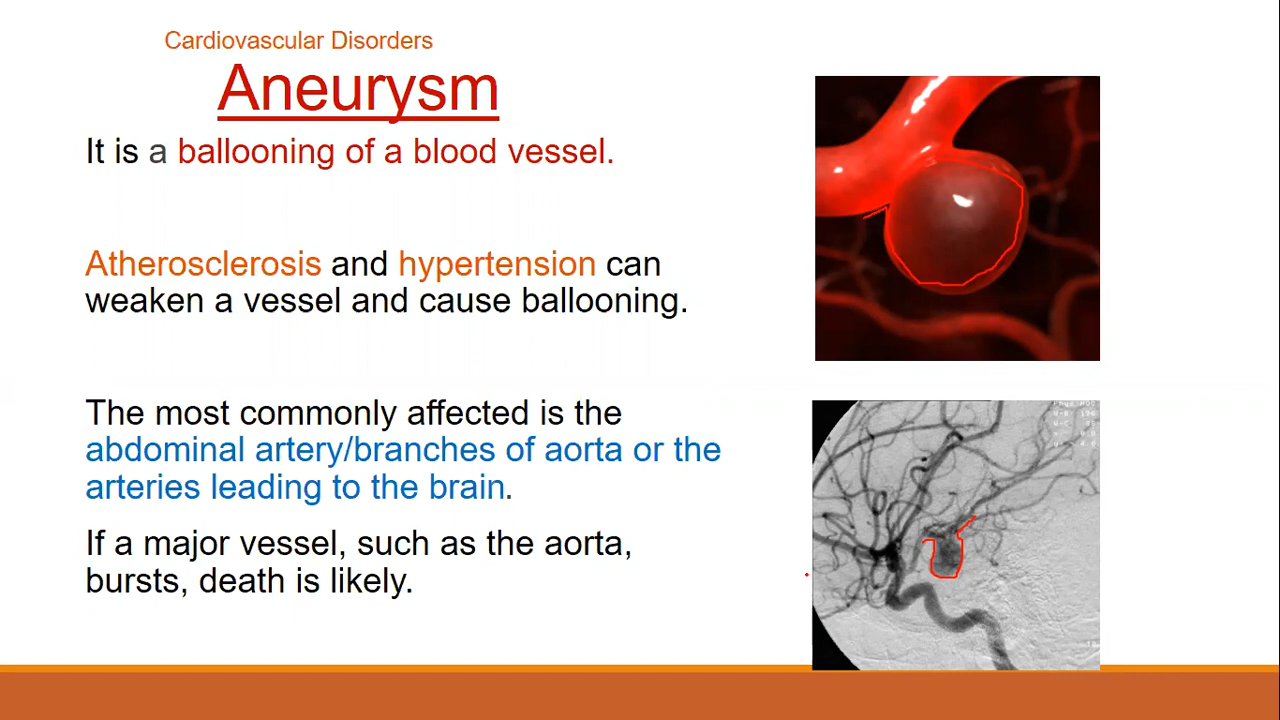 Cardiovascular Disorders
Aneurysm
It is a ballooning of a blood vessel.
Atherosclerosis and hypertension can
weaken a vessel and cause ballooning.
The most commonly affected is the
abdominal artery/branches of aorta or the
arteries leading to the brain.
If a major vessel, such as the aorta,
bursts, death is likely.